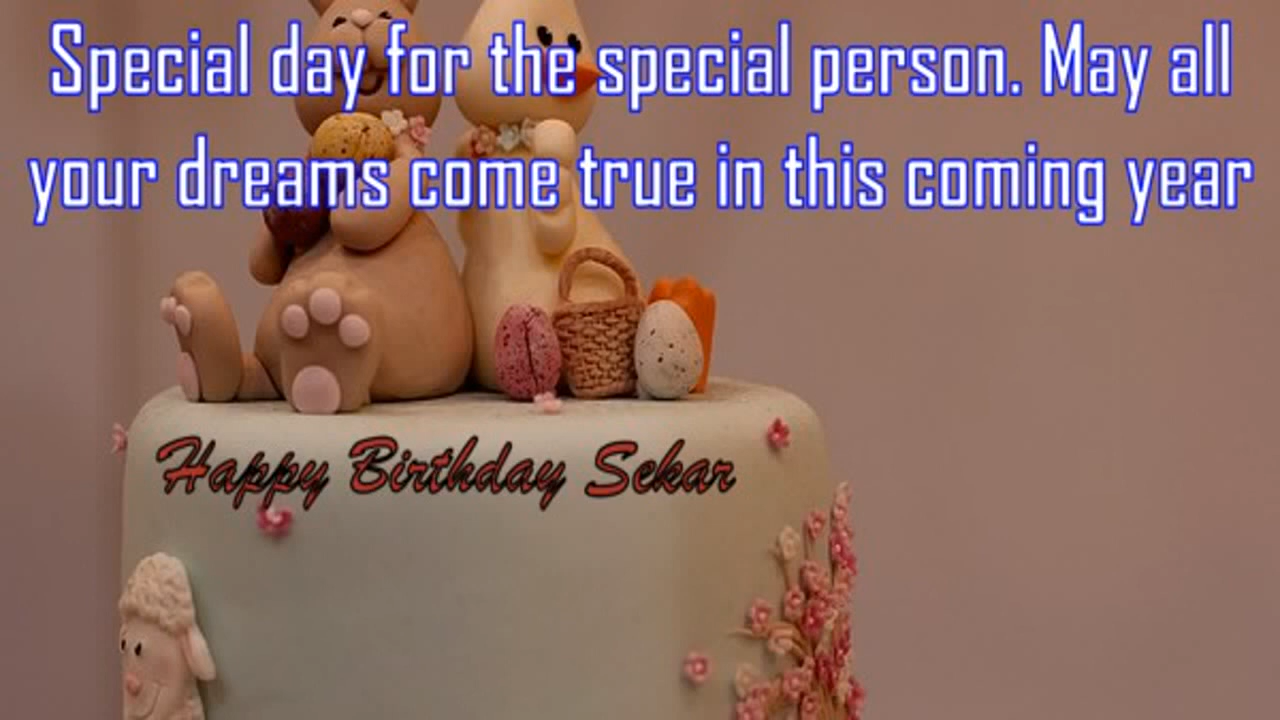 Special day for the special person. May all
your dreams come true in this coming year
Happy Birthday Sekar